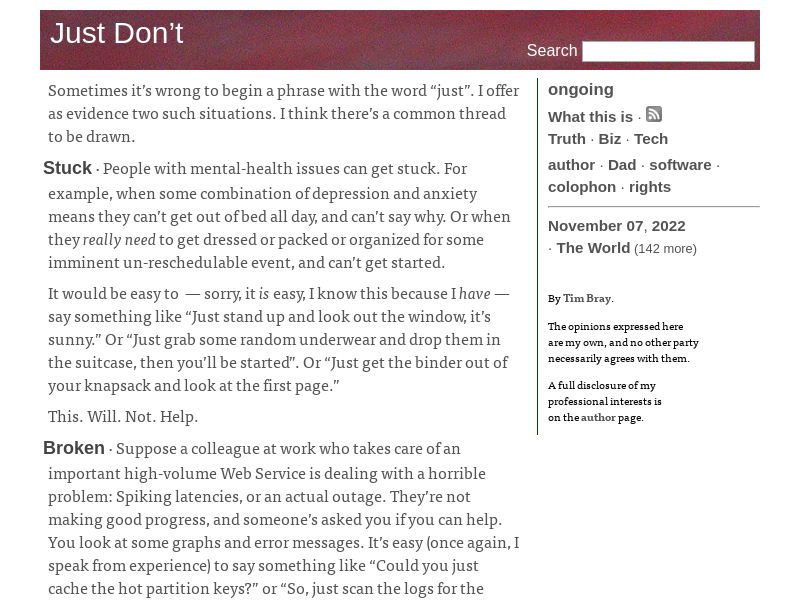 Just Don’t
Search
Sometimes it’s wrong to begin a phrase with the word “just”. I offer
as evidence two such situations. I think there’s a common thread
to be drawn.
Stuck · People with mental-health issues can get stuck. For
example, when some combination of depression and anxiety
means they can’t get out of bed all day, and can’t say why. Or when
they really need to get dressed or packed or organized for some
imminent un-reschedulable event, and can’t get started.
It would be easy to — sorry, it is easy, I know this because I have —
say something like “Just stand up and look out the window, it’s
sunny.” Or “Just grab some random underwear and drop them in
the suitcase, then you’ll be started”. Or “Just get the binder out of
your knapsack and look at the first page.”
This. Will. Not. Help.
Broken · Suppose a colleague at work who takes care of an
important high-volume Web Service is dealing with a horrible
problem: Spiking latencies, or an actual outage. They’re not
making good progress, and someone’s asked you if you can help.
You look at some graphs and error messages. It’s easy (once again, I
speak from experience) to say something like “Could you just
cache the hot partition keys?” or “So, just scan the logs for the
ongoing
What this is ·
Truth · Biz · Tech
author · Dad · software ·
colophon · rights
November 07, 2022
· The World (142 more)
By Tim Bray.
The opinions expressed here
are my own, and no other party
necessarily agrees with them.
A full disclosure of my
professional interests is
on the author page.